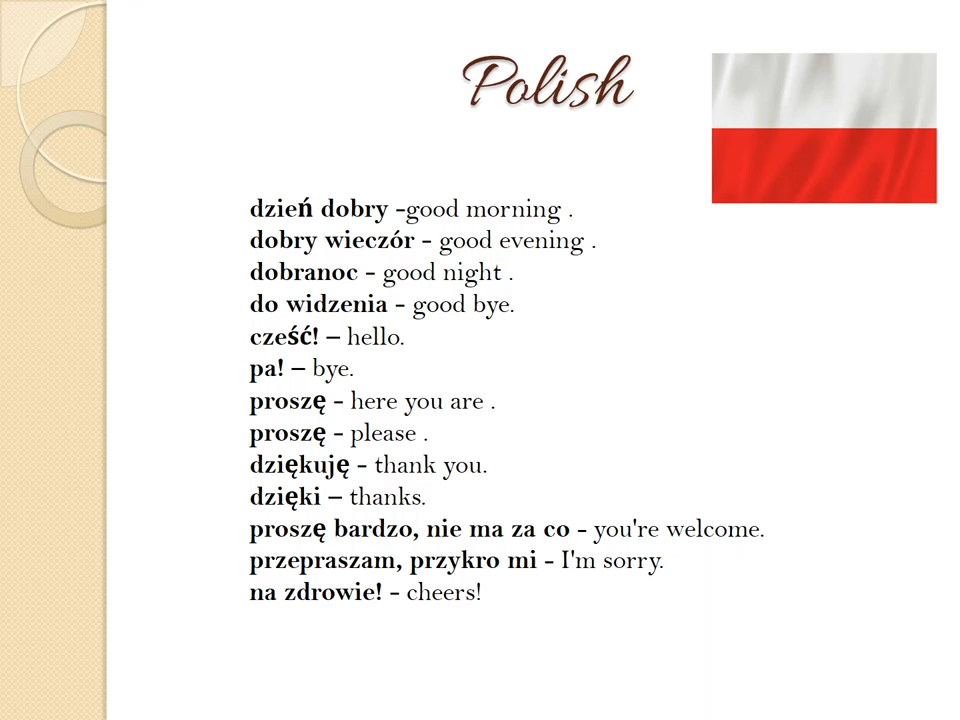 Polish
dzień dobry -good morning .
dobry wieczór - good evening .
dobranoc - good night .
do widzenia - good bye.
cześć! – hello.
pa! – bye.
proszę - here you are .
proszę - please .
dziękuję - thank you.
dzięki – thanks.
proszę bardzo, nie ma za co - you're welcome.
przepraszam, przykro mi - I'm sorry.
na zdrowie! - cheers!